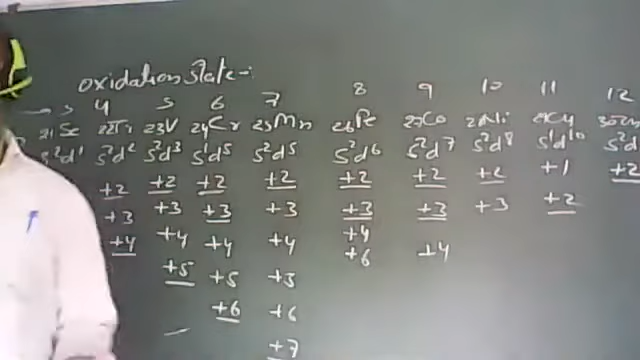 oxidation State -:
3 4 5 6 7 8 9 10 11 12
21Sc 22Ti 23V 24Cr 25Mn 26Fe 27Co 28Ni 29Cu 30Zn
s²d¹ s²d² s²d³ s¹d⁵ s²d⁵ s²d⁶ s²d⁷ s²d⁸ s¹d¹⁰ s²d
+2 +2 +2 +2 +2 +2 +2 +1 +2
+3 +3 +3 +3 +3 +3 +3 +2
+4 +4 +4 +4 +4
+6 +4
+5 +5 +5
+6 +6
+7